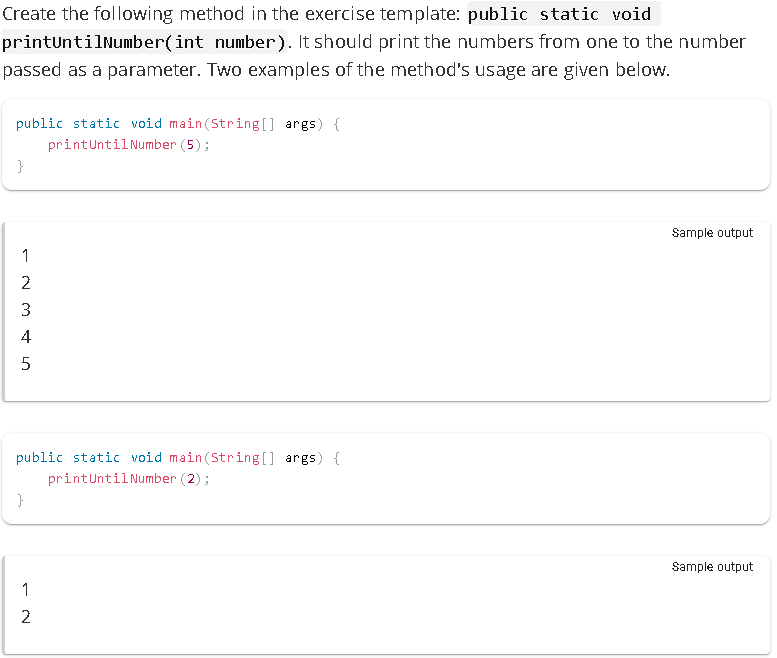 Create the following method in the exercise template: public static void
printUntilNumber(int number). It should print the numbers from one to the number
passed as a parameter. Two examples of the method's usage are given below.
public static void main(String[] args) {
    printUntilNumber(5);
}
Sample output
1
2
3
4
5
public static void main(String[] args) {
    printUntilNumber(2);
}
Sample output
1
2